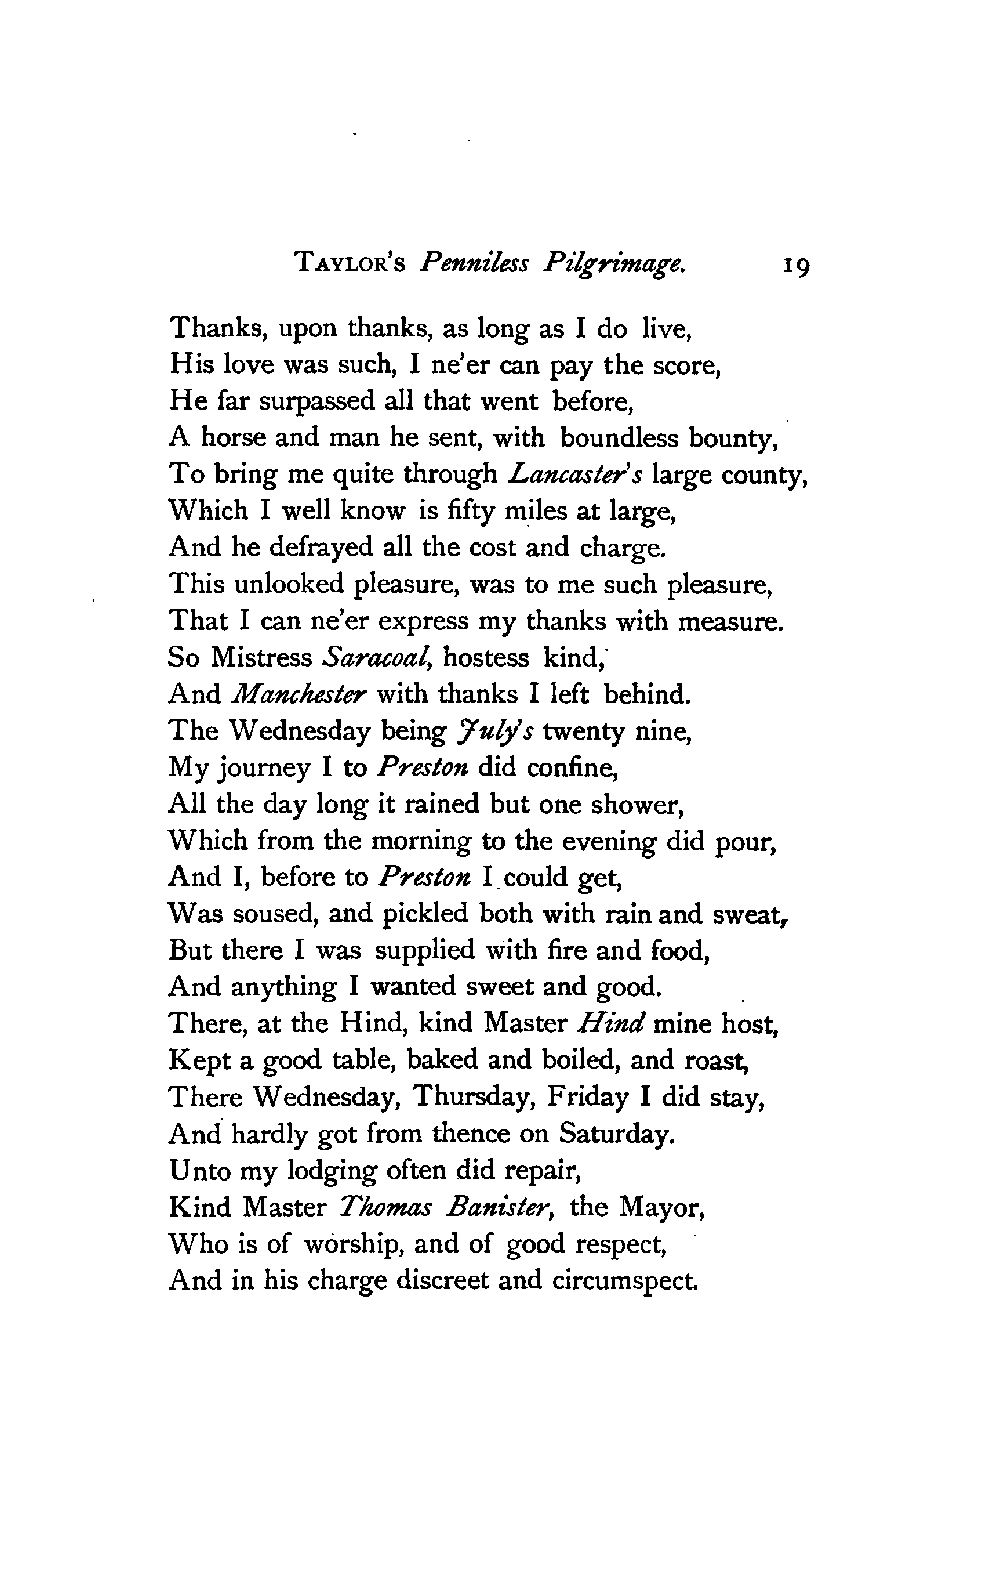 TAYLOR'S Penniless Pilgrimage. 19
Thanks, upon thanks, as long as I do live,
His love was such, I ne'er can pay the score,
He far surpassed all that went before,
A horse and man he sent, with boundless bounty,
To bring me quite through Lancaster's large county,
Which I well know is fifty miles at large,
And he defrayed all the cost and charge.
This unlooked pleasure, was to me such pleasure,
That I can ne'er express my thanks with measure.
So Mistress Saracoal, hostess kind,
And Manchester with thanks I left behind.
The Wednesday being July's twenty nine,
My journey I to Preston did confine,
All the day long it rained but one shower,
Which from the morning to the evening did pour,
And I, before to Preston I could get,
Was soused, and pickled both with rain and sweat,
But there I was supplied with fire and food,
And anything I wanted sweet and good.
There, at the Hind, kind Master Hind mine host,
Kept a good table, baked and boiled, and roast,
There Wednesday, Thursday, Friday I did stay,
And hardly got from thence on Saturday.
Unto my lodging often did repair,
Kind Master Thomas Banister, the Mayor,
Who is of worship, and of good respect,
And in his charge discreet and circumspect.